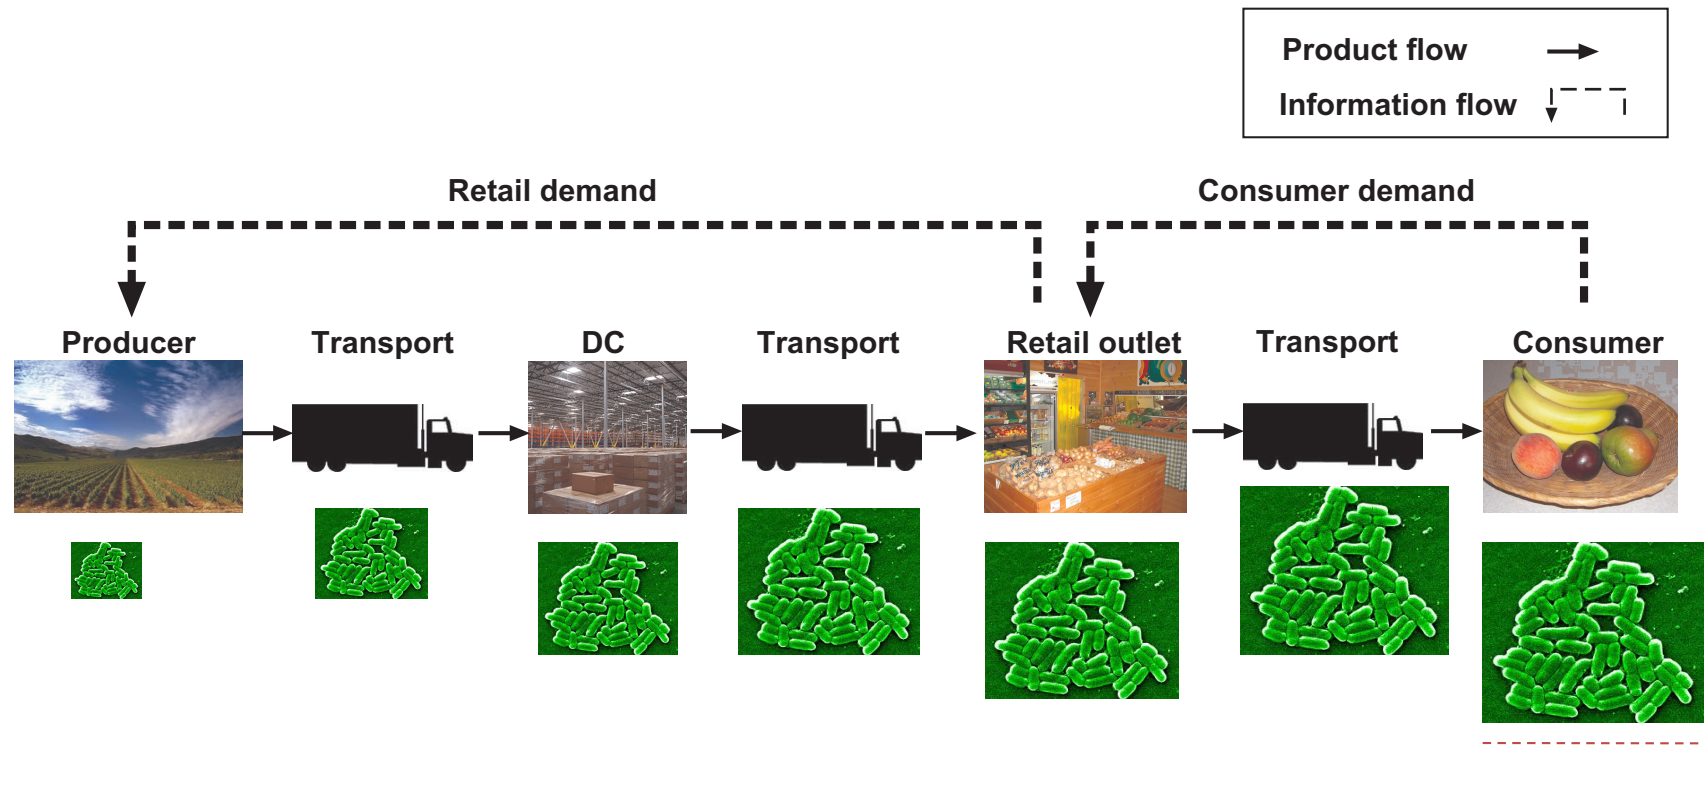 Product flow
Information flow
Retail demand
Consumer demand
Producer
Transport
DC
Transport
Retail outlet
Transport
Consumer